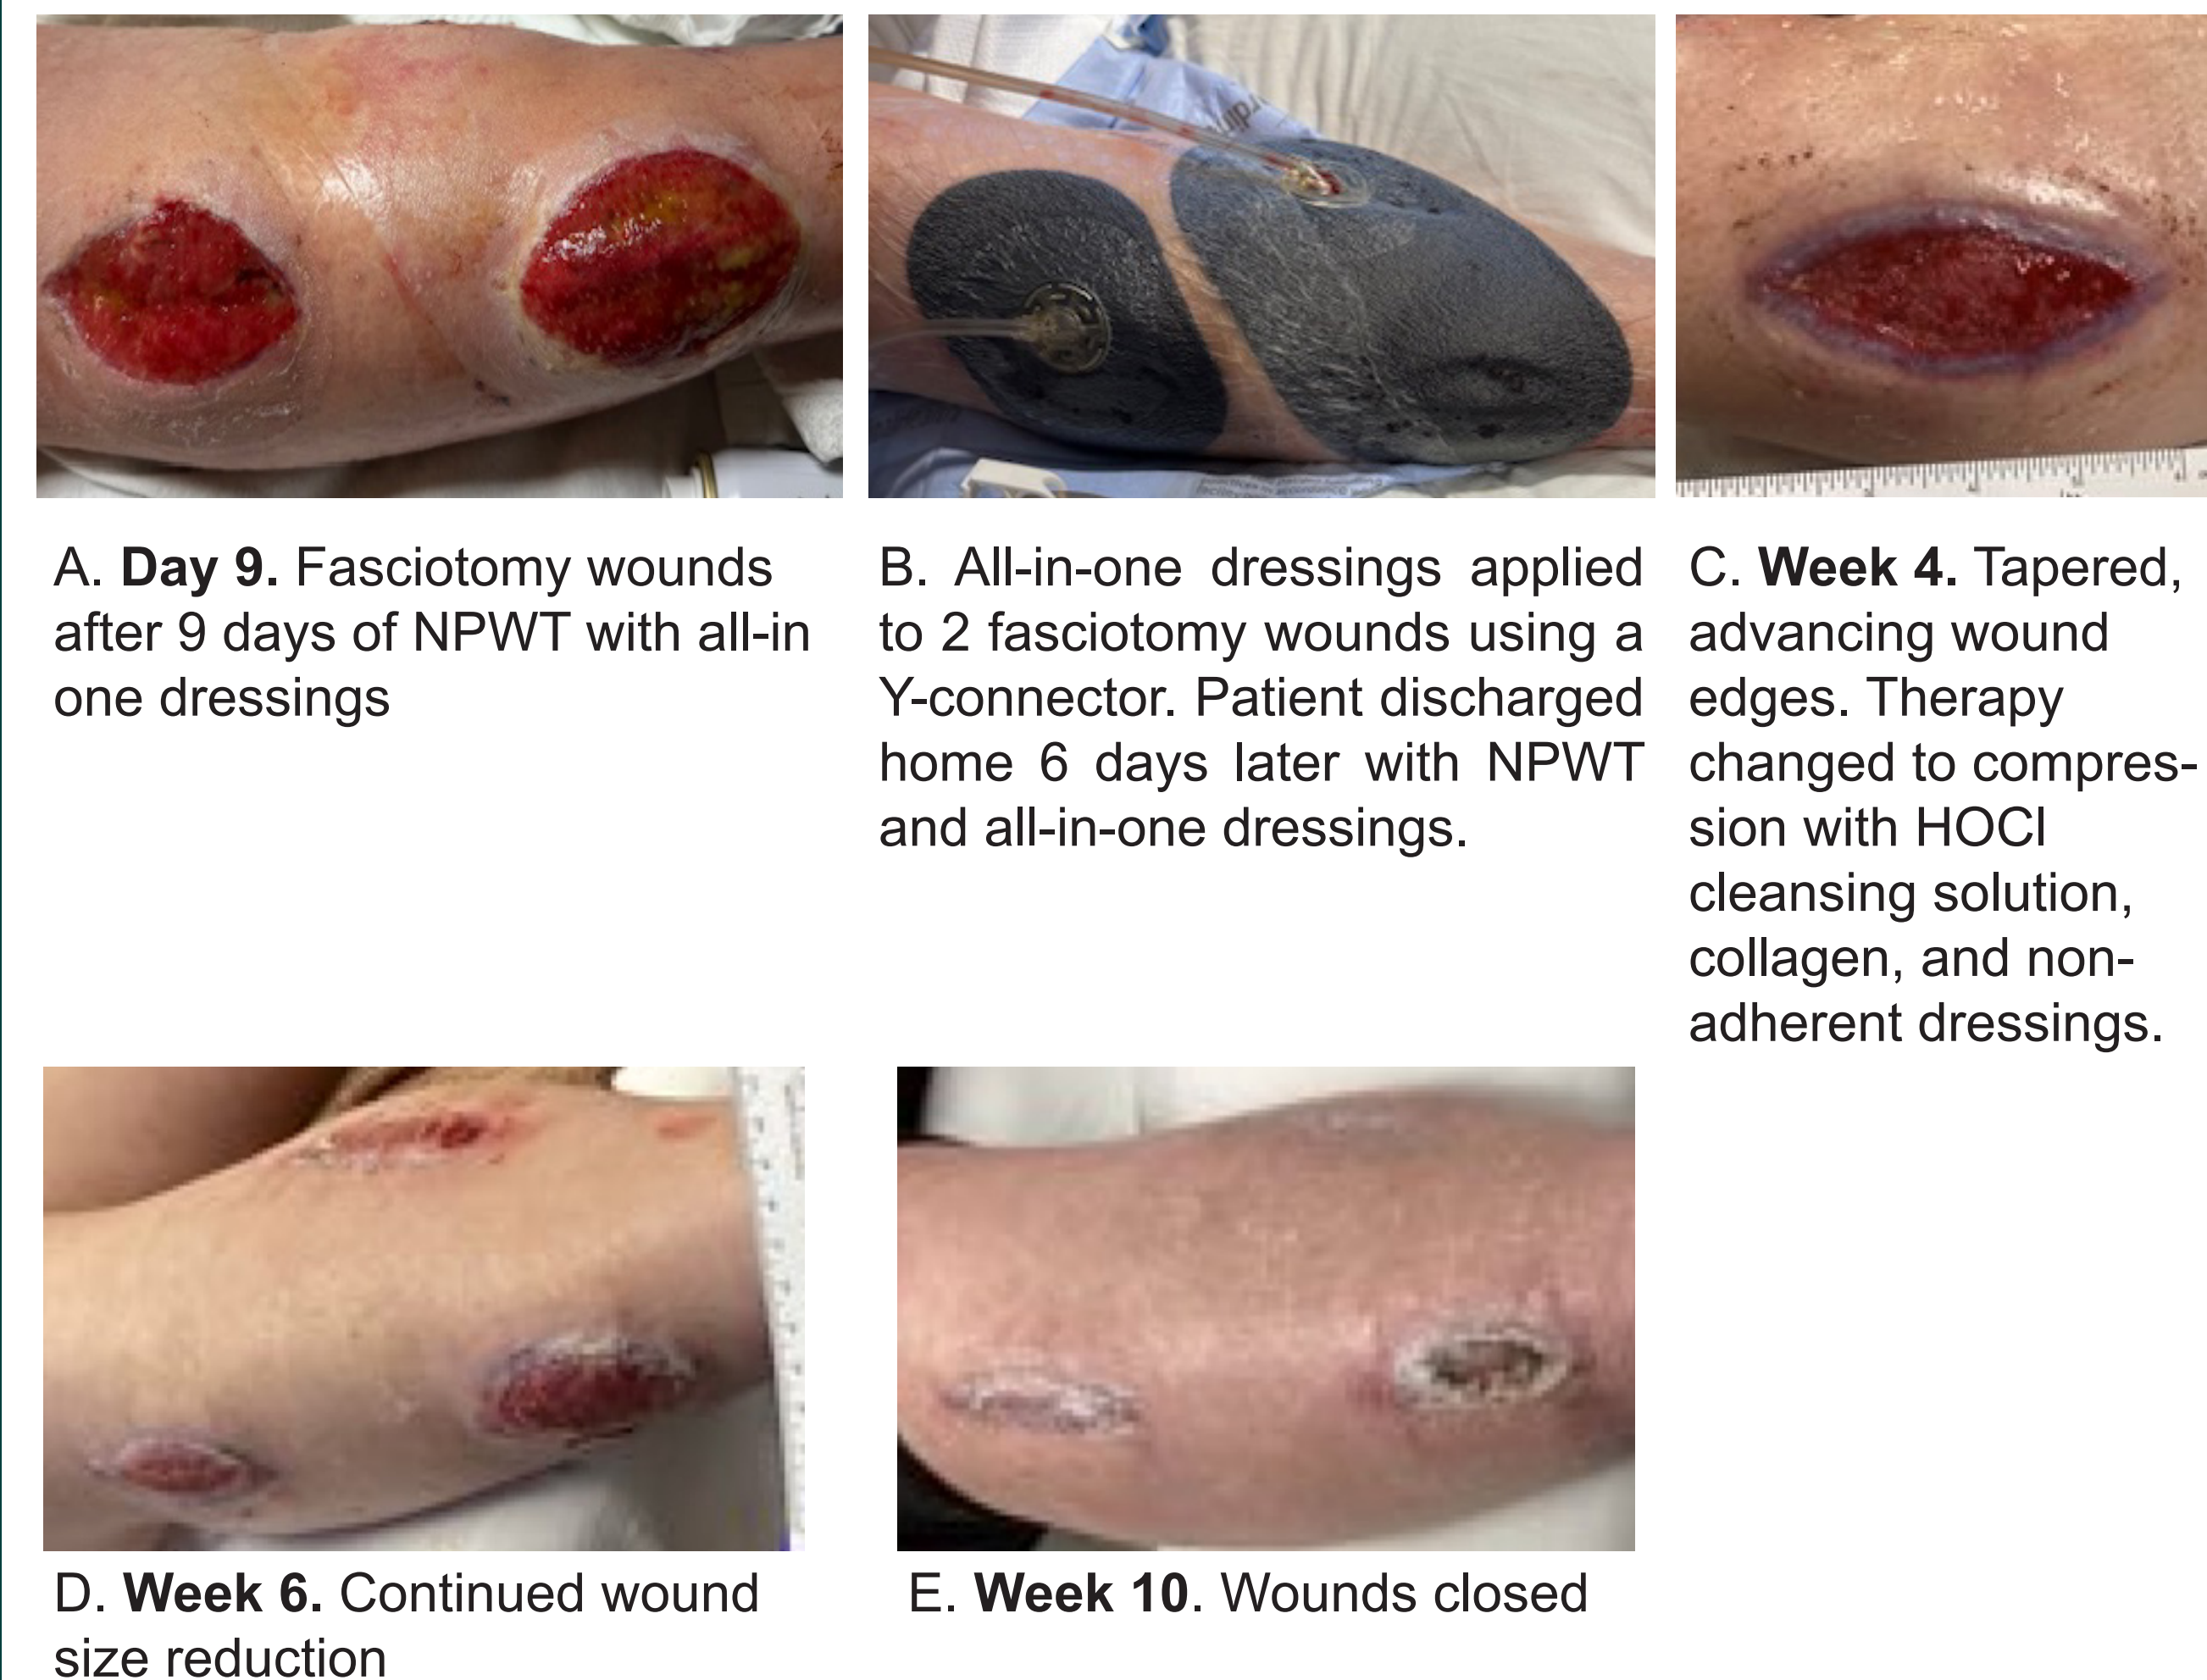 A. Day 9. Fasciotomy wounds
after 9 days of NPWT with all-in
one dressings
B. All-in-one dressings applied
to 2 fasciotomy wounds using a
Y-connector. Patient discharged
home 6 days later with NPWT
and all-in-one dressings.
C. Week 4. Tapered,
advancing wound
edges. Therapy
changed to compres-
sion with HOCl
cleansing solution,
collagen, and non-
adherent dressings.
D. Week 6. Continued wound
size reduction
E. Week 10. Wounds closed